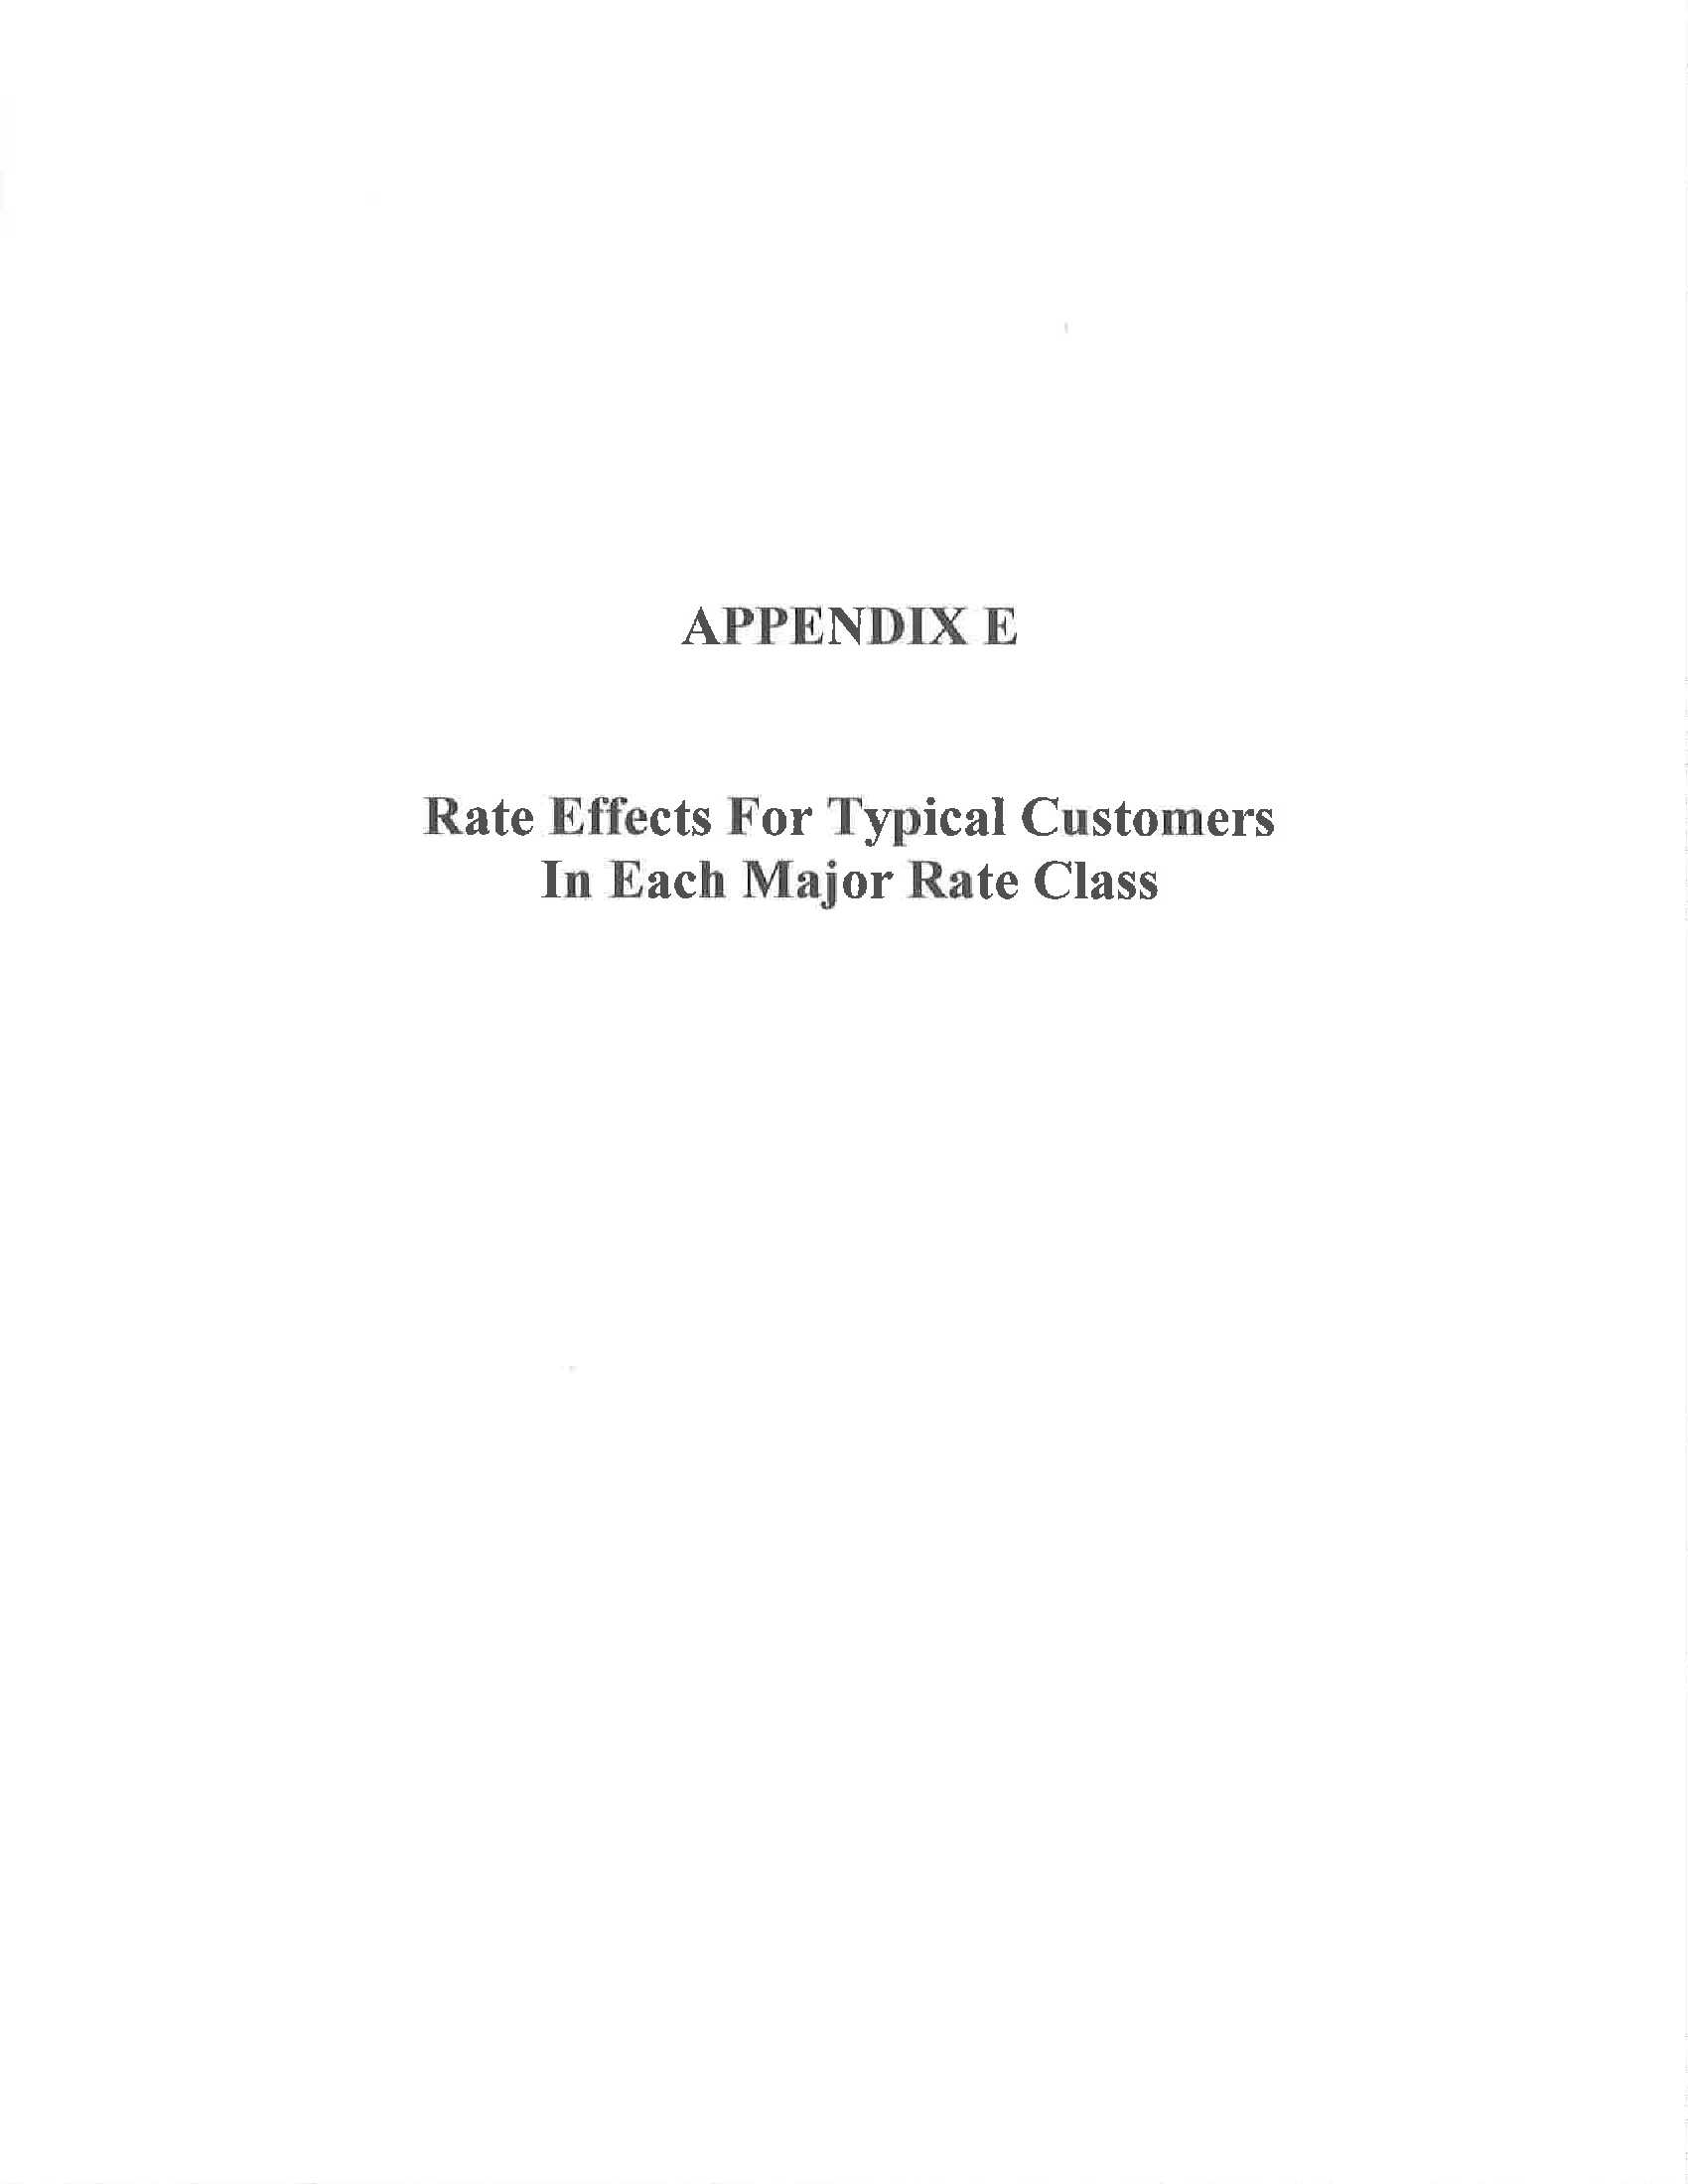 APPENDIX E
Rate Effects For Typical Customers
In Each Major Rate Class